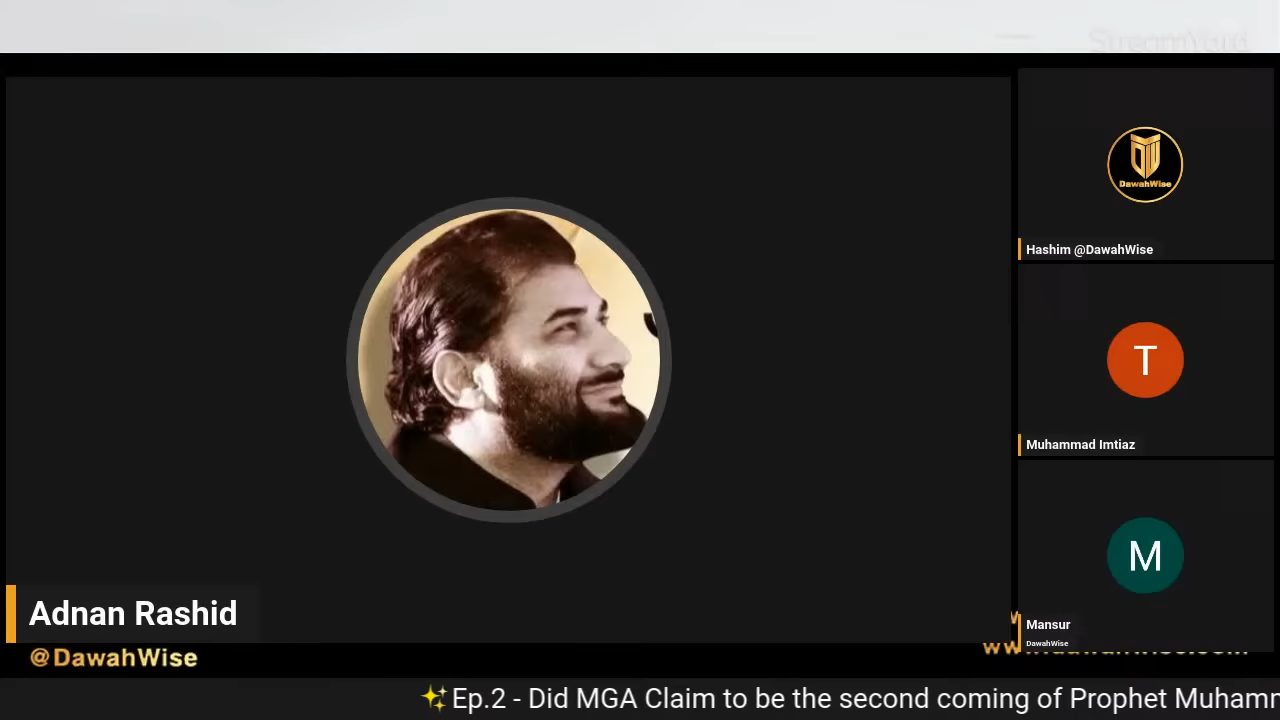 StreamYard
DawahWise
Hashim @DawahWise
T
Muhammad Imtiaz
M
Mansur
DawahWise
Adnan Rashid
@DawahWise
✨Ep.2 - Did MGA Claim to be the second coming of Prophet Muhamm